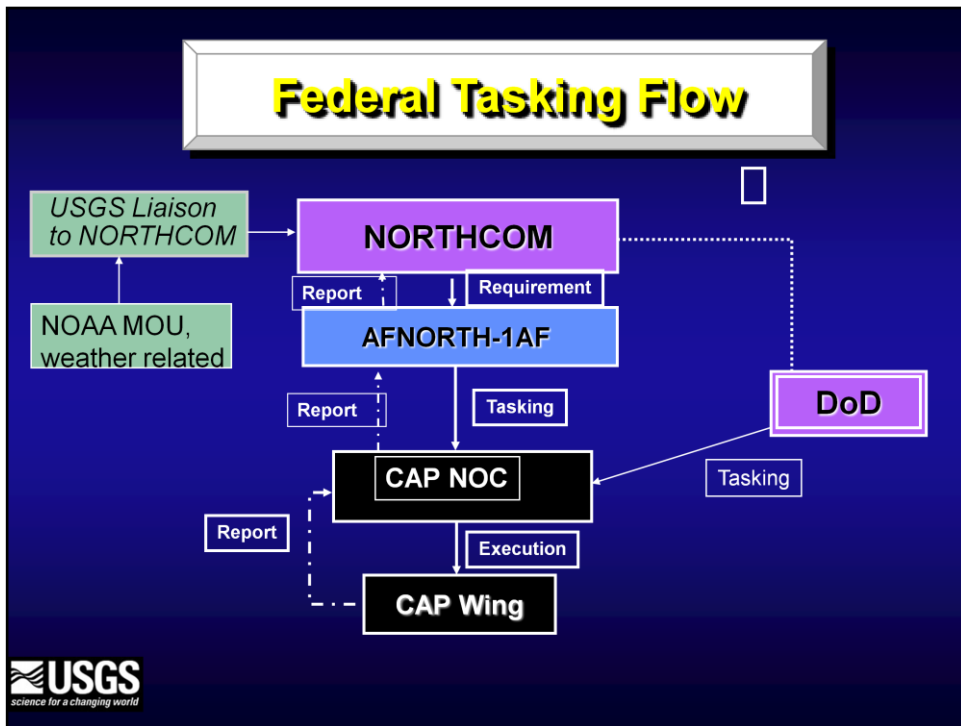 Federal Tasking Flow
USGS Liaison
to NORTHCOM
NORTHCOM
Report
Requirement
NOAA MOU,
weather related
AFNORTH-1AF
Report
Tasking
DoD
CAP NOC
Tasking
Report
Execution
CAP Wing
USGS
science for a changing world